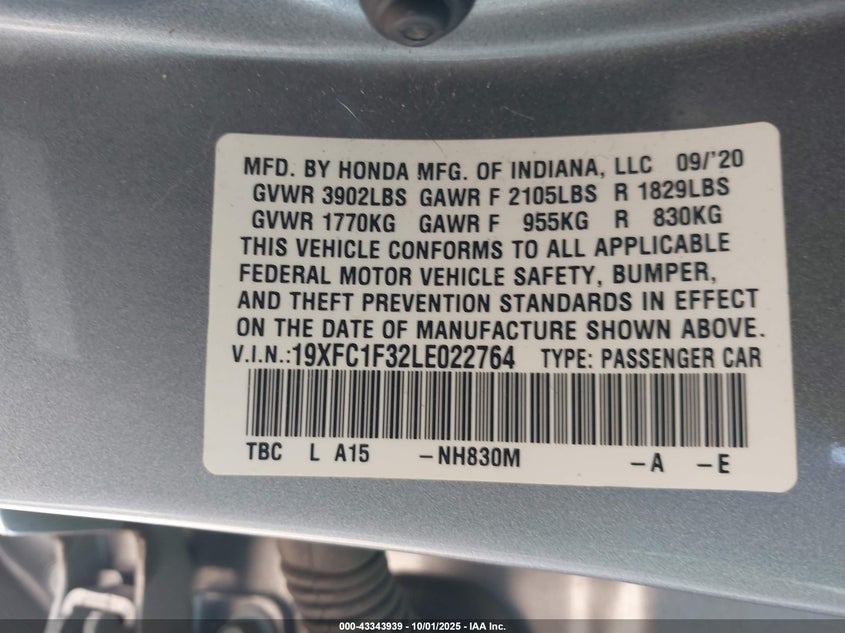 MFD. BY HONDA MFG. OF INDIANA, LLC 09/'20
GVWR 3902LBS GAWR F 2105LBS R 1829LBS
GVWR 1770KG GAWR F 955KG R 830KG
THIS VEHICLE CONFORMS TO ALL APPLICABLE
FEDERAL MOTOR VEHICLE SAFETY, BUMPER,
AND THEFT PREVENTION STANDARDS IN EFFECT
ON THE DATE OF MANUFACTURE SHOWN ABOVE.
V.I.N.:19XFC1F32LE022764 TYPE: PASSENGER CAR
TBC L A15 -NH830M -A -E
000-43343939 - 10/01/2025 - IAA Inc.